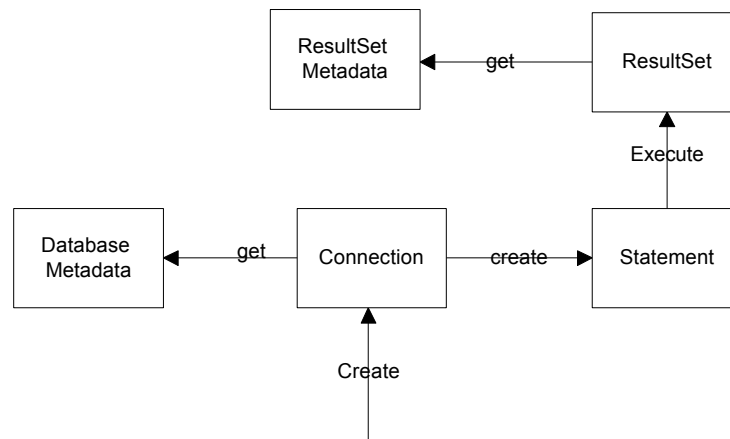 ResultSet
Metadata
get
ResultSet
Execute
Database
Metadata
get
Connection
create
Statement
Create